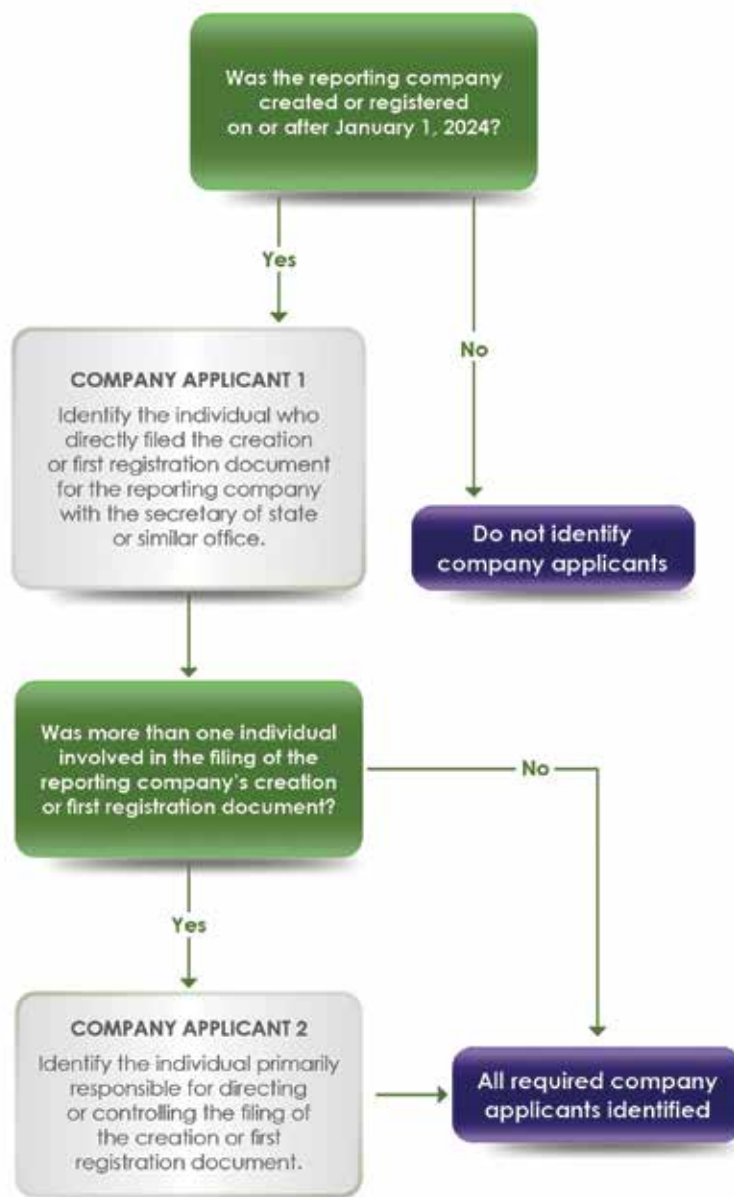 Was the reporting company
created or registered
on or after January 1, 2024?
Yes
No
COMPANY APPLICANT 1
Identify the individual who
directly filed the creation
or first registration document
for the reporting company
with the secretary of state
or similar office.
Do not identify
company applicants
Was more than one individual
involved in the filing of the
reporting company's creation
or first registration document?
No
Yes
COMPANY APPLICANT 2
Identify the individual primarily
responsible for directing
or controlling the filing of
the creation or first
registration document.
All required company
applicants identified